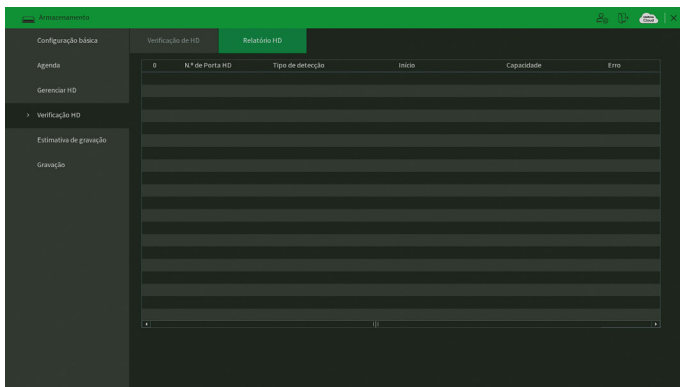 Armazenamento
Configuração básica
Agenda
Gerenciar HD
> Verificação HD
Estimativa de gravação
Gravação
Verificação de HD Relatório HD
0 N.º de Porta HD Tipo de detecção Início Capacidade Erro